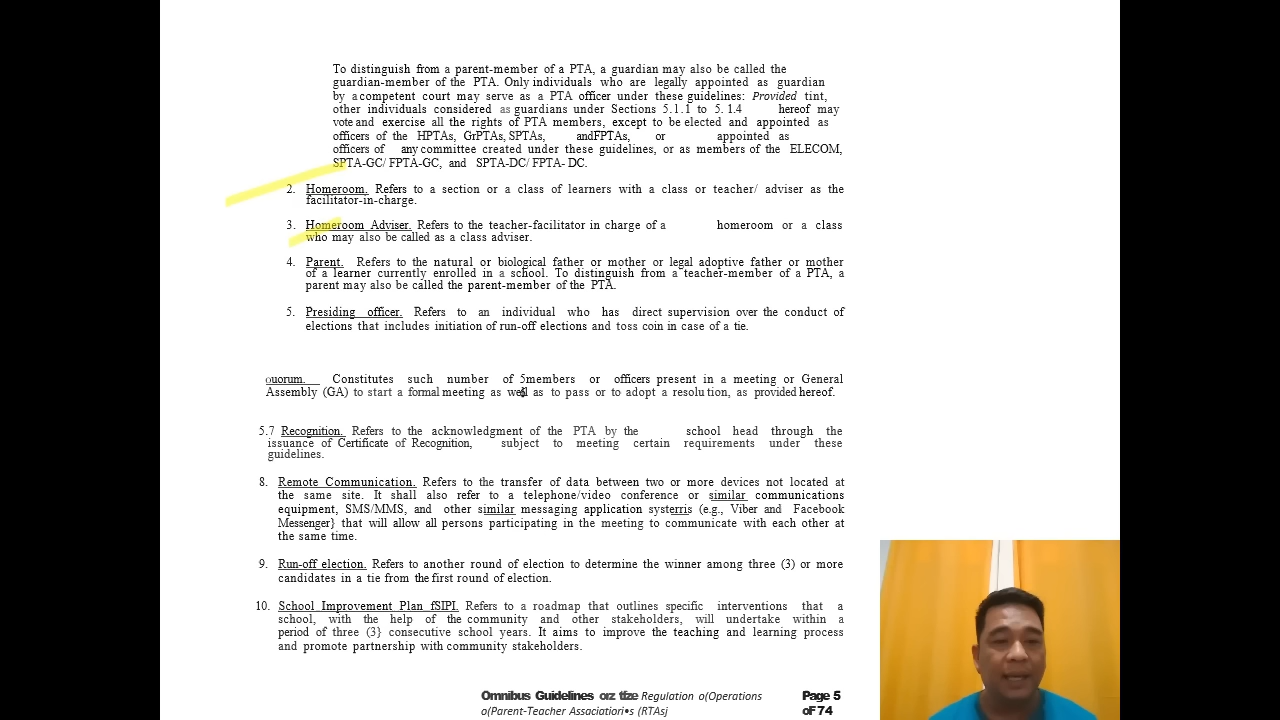 To distinguish from a parent-member of a PTA, a guardian may also be called the
guardian-member of the PTA. Only individuals who are legally appointed as guardian
by a competent court may serve as a PTA officer under these guidelines: Provided tint,
other individuals considered as guardians under Sections 5.1.1 to 5. 1.4 hereof may
vote and exercise all the rights of PTA members, except to be elected and appointed as
officers of the HPTAs, GrPTAs, SPTAs, andFPTAs, or appointed as
officers of any committee created under these guidelines, or as members of the ELECOM,
SPTA-GC/ FPTA-GC, and SPTA-DC/ FPTA- DC.
2. Homeroom. Refers to a section or a class of learners with a class or teacher/ adviser as the
facilitator-in-charge.
3. Homeroom Adviser. Refers to the teacher-facilitator in charge of a homeroom or a class
who may also be called as a class adviser.
4. Parent. Refers to the natural or biological father or mother or legal adoptive father or mother
of a learner currently enrolled in a school. To distinguish from a teacher-member of a PTA, a
parent may also be called the parent-member of the PTA.
5. Presiding officer. Refers to an individual who has direct supervision over the conduct of
elections that includes initiation of run-off elections and toss coin in case of a tie.
ouorum. Constitutes such number of 5members or officers present in a meeting or General
Assembly (GA) to start a formal meeting as well as to pass or to adopt a resolu tion, as provided hereof.
5.7 Recognition. Refers to the acknowledgment of the PTA by the school head through the
issuance of Certificate of Recognition, subject to meeting certain requirements under these
guidelines.
8. Remote Communication. Refers to the transfer of data between two or more devices not located at
the same site. It shall also refer to a telephone/video conference or similar communications
equipment, SMS/MMS, and other similar messaging application systerris (e.g., Viber and Facebook
Messenger} that will allow all persons participating in the meeting to communicate with each other at
the same time.
9. Run-off election. Refers to another round of election to determine the winner among three (3) or more
candidates in a tie from the first round of election.
10. School Improvement Plan fSIPI. Refers to a roadmap that outlines specific interventions that a
school, with the help of the community and other stakeholders, will undertake within a
period of three (3} consecutive school years. It aims to improve the teaching and learning process
and promote partnership with community stakeholders.
Omnibus Guidelines orz tfze Regulation o(Operations
o(Parent-Teacher Assaciatiori•s (RTAsj
Page 5
oF 74